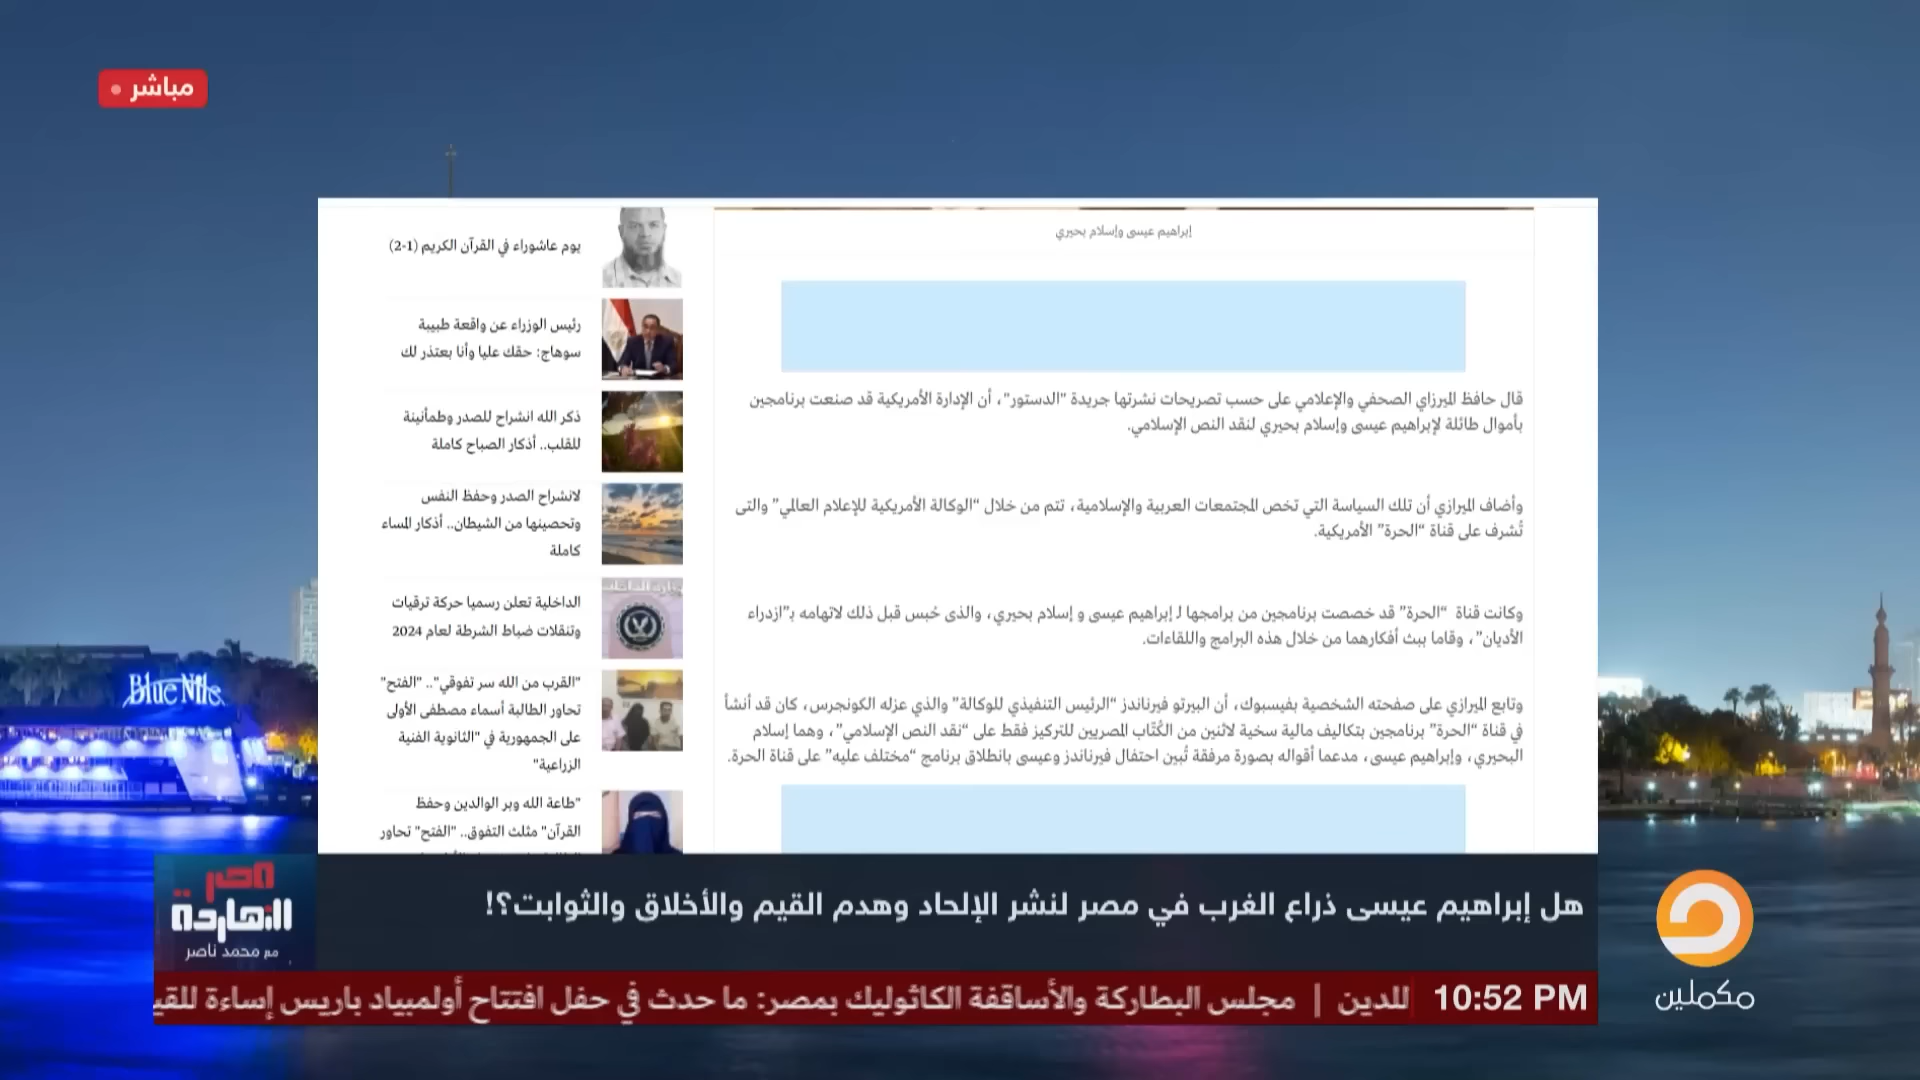 مباشر
إبراهيم عيسى وإسلام بحيري
قال حافظ الميرزاي الصحفي والإعلامي على حسب تصريحات نشرتها جريدة "الدستور"، أن الإدارة الأمريكية قد صنعت برنامجين
بأموال طائلة لإبراهيم عيسى وإسلام بحيري لنقد النص الإسلامي.
وأضاف الميرازي أن تلك السياسة التي تخص المجتمعات العربية والإسلامية، تتم من خلال "الوكالة الأمريكية للإعلام العالمي" والتى
تُشرف على قناة "الحرة" الأمريكية.
وكانت قناة "الحرة" قد خصصت برنامجين من برامجها لـ إبراهيم عيسى و إسلام بحيري، والذى حُبس قبل ذلك لاتهامه بـ"ازدراء
الأديان"، وقاما ببث أفكارهما من خلال هذه البرامج واللقاءات.
وتابع الميرازي على صفحته الشخصية بفيسبوك، أن البيرتو فيرناندز "الرئيس التنفيذي للوكالة" والذي عزله الكونجرس، كان قد أنشأ
في قناة "الحرة" برنامجين بتكاليف مالية سخية لاثنين من الكُتّاب المصريين للتركيز فقط على "نقد النص الإسلامي"، وهما إسلام
البحيري، وإبراهيم عيسى، مدعما أقواله بصورة مرفقة تُبين احتفال فيرناندز وعيسى بانطلاق برنامج "مختلف عليه" على قناة الحرة.
يوم عاشوراء في القرآن الكريم (1-2)
رئيس الوزراء عن واقعة طبيبة
سوهاج: حقك عليا وأنا بعتذر لك
ذكر الله انشراح للصدر وطمأنينة
للقلب.. أذكار الصباح كاملة
لانشراح الصدر وحفظ النفس
وتحصينها من الشيطان.. أذكار المساء
كاملة
الداخلية تعلن رسميا حركة ترقيات
وتنقلات ضباط الشرطة لعام 2024
"القرب من الله سر تفوقي".. "الفتح"
تحاور الطالبة أسماء مصطفى الأولى
على الجمهورية في "الثانوية الفنية
الزراعية"
"طاعة الله وبر الوالدين وحفظ
القرآن" مثلث التفوق.. "الفتح" تحاور
Blue Nile
هل إبراهيم عيسى ذراع الغرب في مصر لنشر الإلحاد وهدم القيم والأخلاق والثوابت؟!
مصر
النهاردة
مع محمد ناصر
10:52 PM
للدين | مجلس البطاركة والأساقفة الكاثوليك بمصر: ما حدث في حفل افتتاح أولمبياد باريس إساءة
مكملين